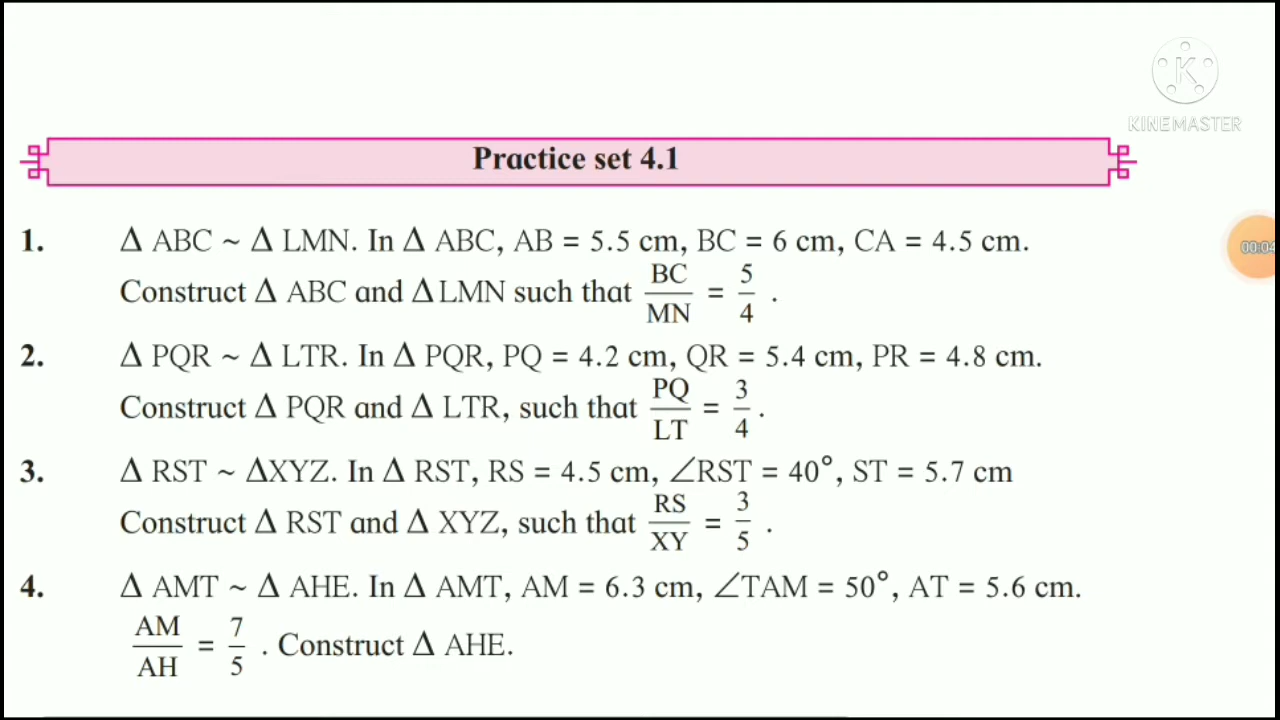 KINEMASTER
Practice set 4.1
1. Δ ABC ~ Δ LMN. In Δ ABC, AB = 5.5 cm, BC = 6 cm, CA = 4.5 cm.
Construct Δ ABC and Δ LMN such that BC/MN = 5/4 .
00:04
2. Δ PQR ~ Δ LTR. In Δ PQR, PQ = 4.2 cm, QR = 5.4 cm, PR = 4.8 cm.
Construct Δ PQR and Δ LTR, such that PQ/LT = 3/4 .
3. Δ RST ~ ΔXYZ. In Δ RST, RS = 4.5 cm, ∠RST = 40°, ST = 5.7 cm
Construct Δ RST and Δ XYZ, such that RS/XY = 3/5 .
4. Δ AMT ~ Δ AHE. In Δ AMT, AM = 6.3 cm, ∠TAM = 50°, AT = 5.6 cm.
AM/AH = 7/5 . Construct Δ AHE.